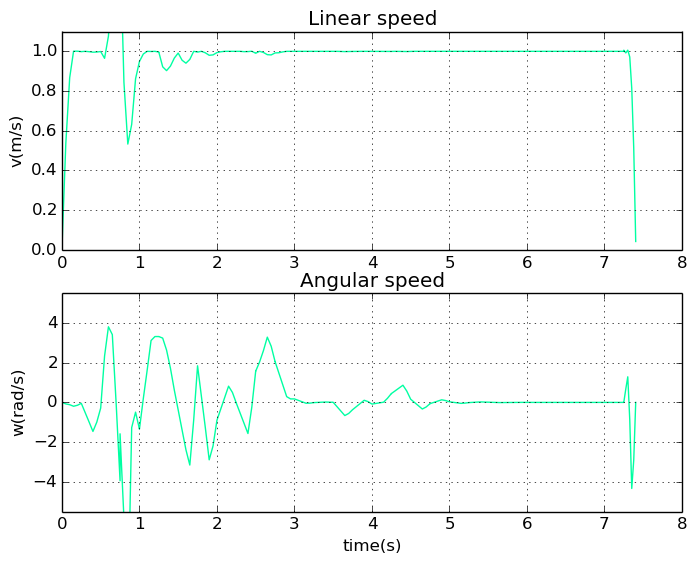 Linear speed
1.0
0.8
0.6
0.4
0.2
0.0
v(m/s)
0 1 2 3 4 5 6 7 8
Angular speed
4
2
0
−2
−4
w(rad/s)
0 1 2 3 4 5 6 7 8
time(s)